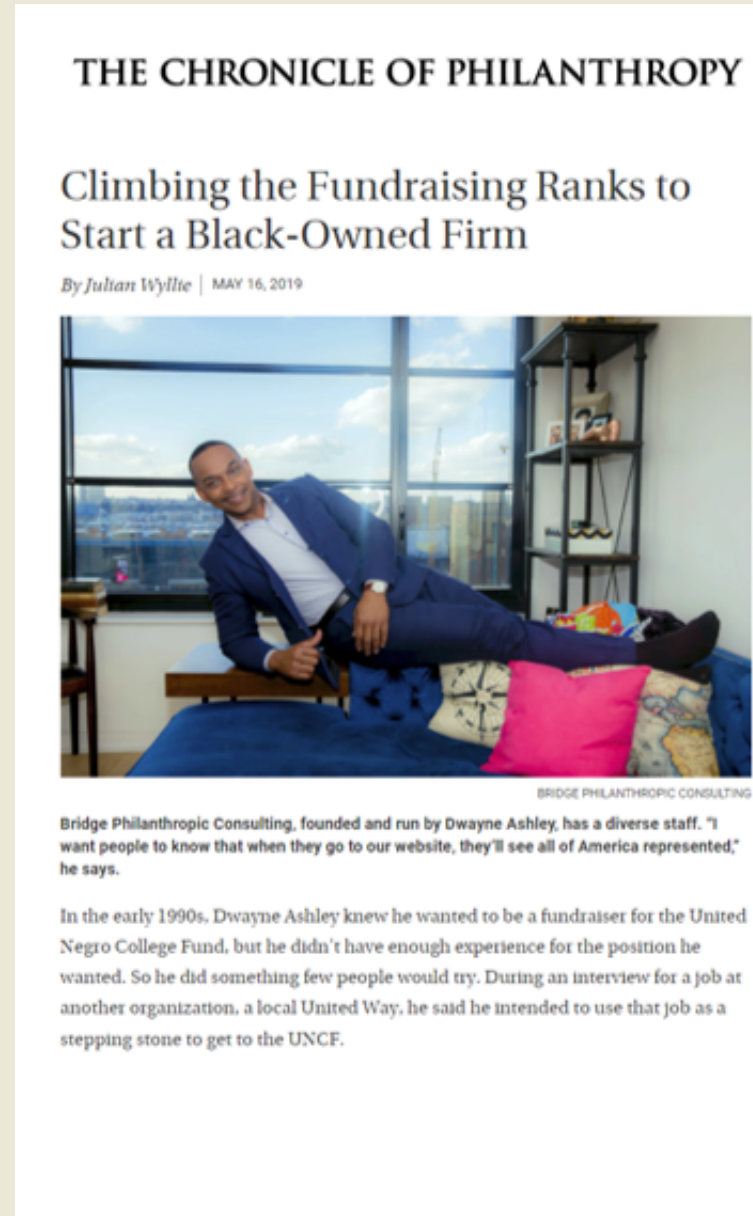 THE CHRONICLE OF PHILANTHROPY
Climbing the Fundraising Ranks to
Start a Black-Owned Firm
By Julian Wyllie | MAY 16, 2019
BRIDGE PHILANTHROPIC CONSULTING
Bridge Philanthropic Consulting, founded and run by Dwayne Ashley, has a diverse staff. "I
want people to know that when they go to our website, they'll see all of America represented,"
he says.
In the early 1990s, Dwayne Ashley knew he wanted to be a fundraiser for the United
Negro College Fund, but he didn't have enough experience for the position he
wanted. So he did something few people would try. During an interview for a job at
another organization, a local United Way, he said he intended to use that job as a
stepping stone to get to the UNCF.